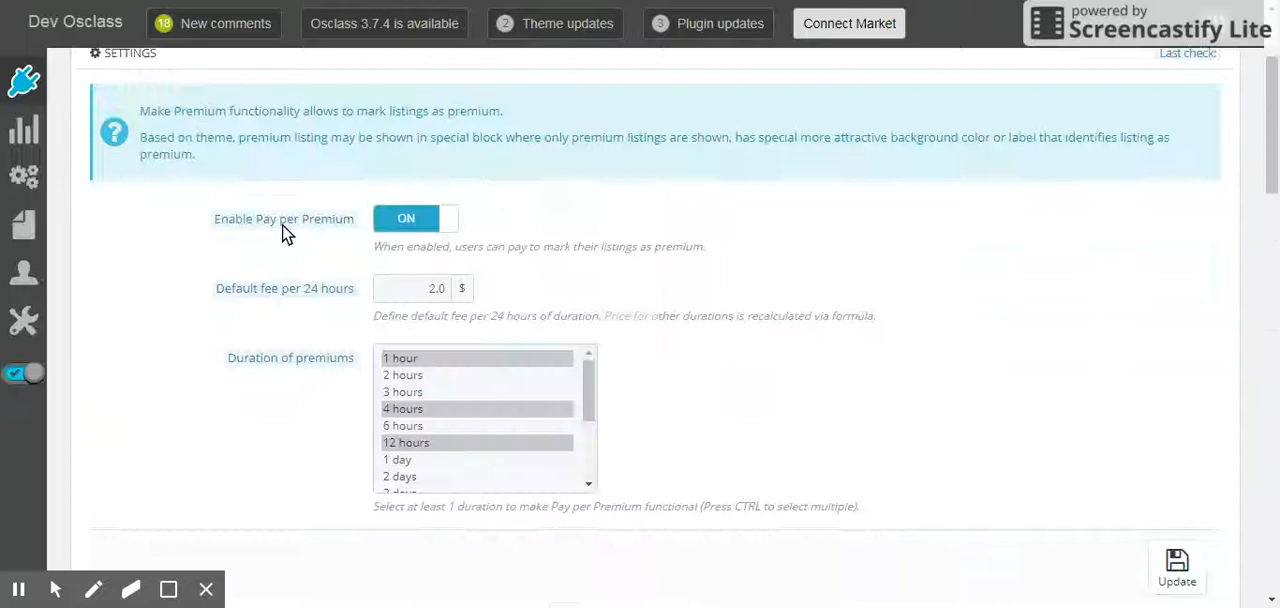 Dev Osclass
18 New comments
Osclass 3.7.4 is available
2 Theme updates
3 Plugin updates
Connect Market
powered by
Screencastify Lite
SETTINGS
Last check:
Make Premium functionality allows to mark listings as premium.
Based on theme, premium listing may be shown in special block where only premium listings are shown, has special more attractive background color or label that identifies listing as
premium.
Enable Pay per Premium
ON
When enabled, users can pay to mark their listings as premium.
Default fee per 24 hours
2.0 $
Define default fee per 24 hours of duration. Price for other durations is recalculated via formula.
Duration of premiums
1 hour
2 hours
3 hours
4 hours
6 hours
12 hours
1 day
2 days
Select at least 1 duration to make Pay per Premium functional (Press CTRL to select multiple).
Update